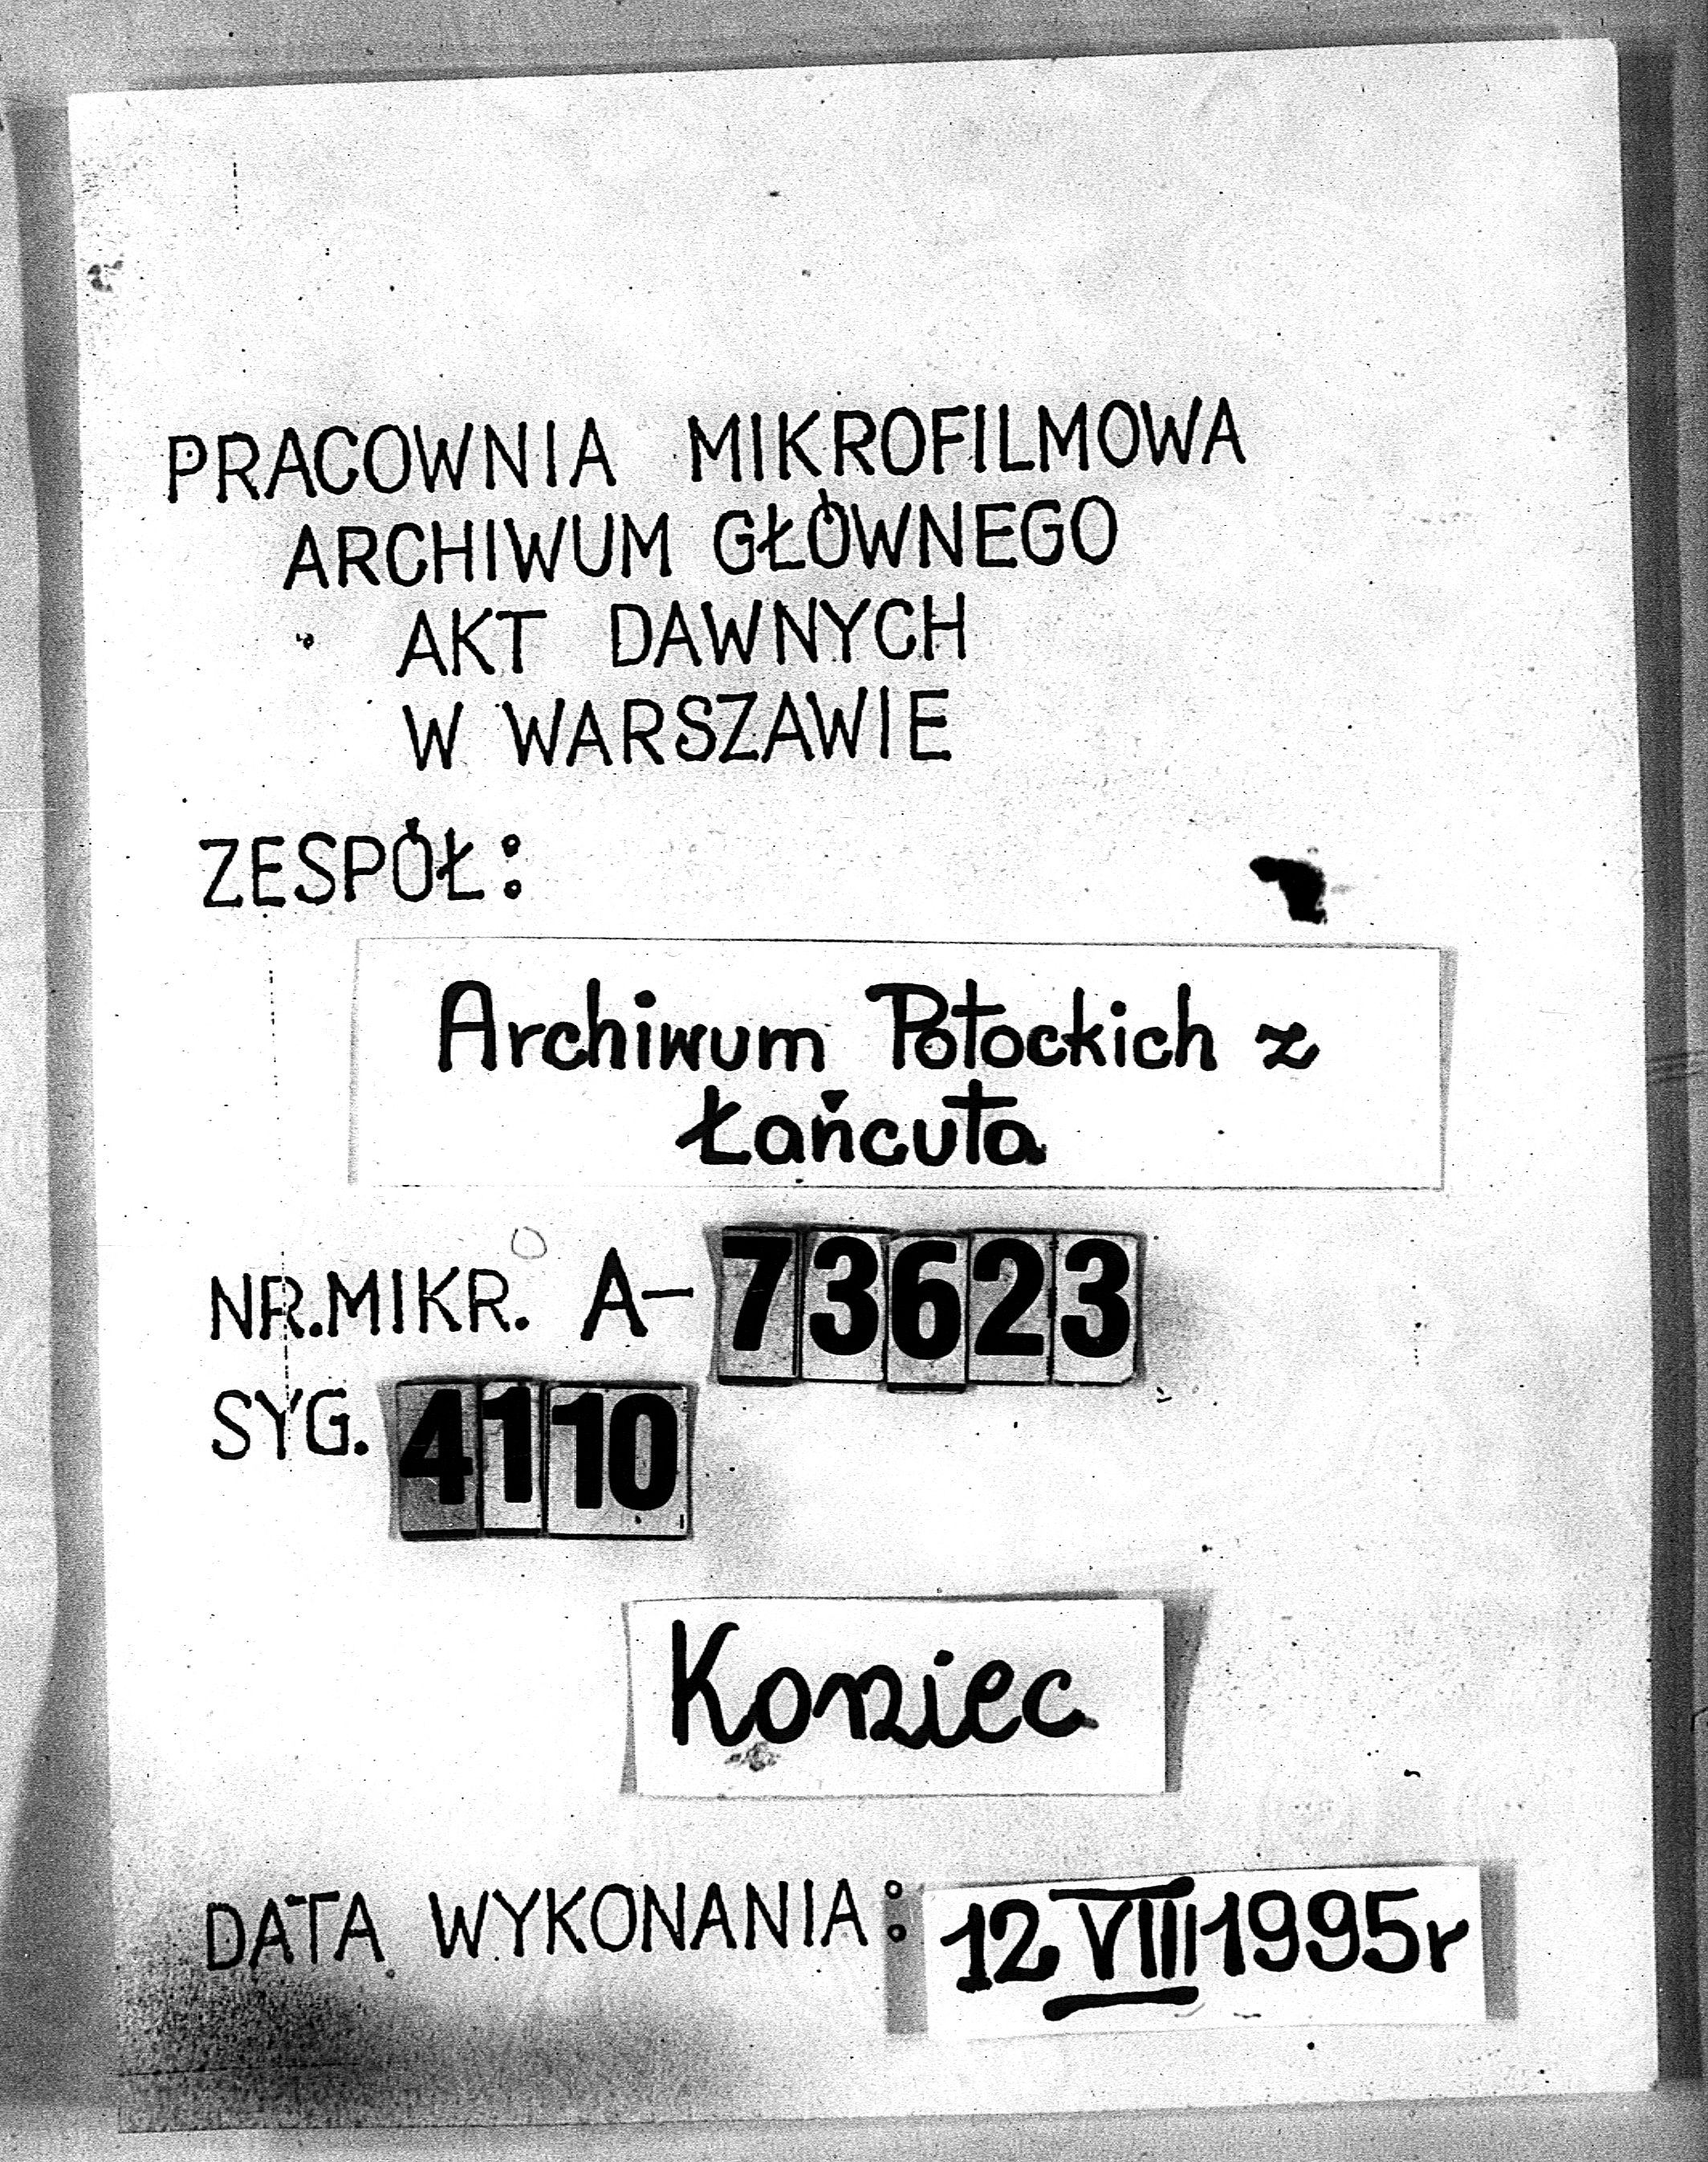 PRACOWNIA MIKROFILMOWA
ARCHIWUM GŁÓWNEGO
AKT DAWNYCH
W WARSZAWIE
ZESPÓŁ:
Archiwum Potockich z
Łańcuta
NR.MIKR. A-73623
SYG. 4110
Koniec
DATA WYKONANIA: 12 VIII 1995r